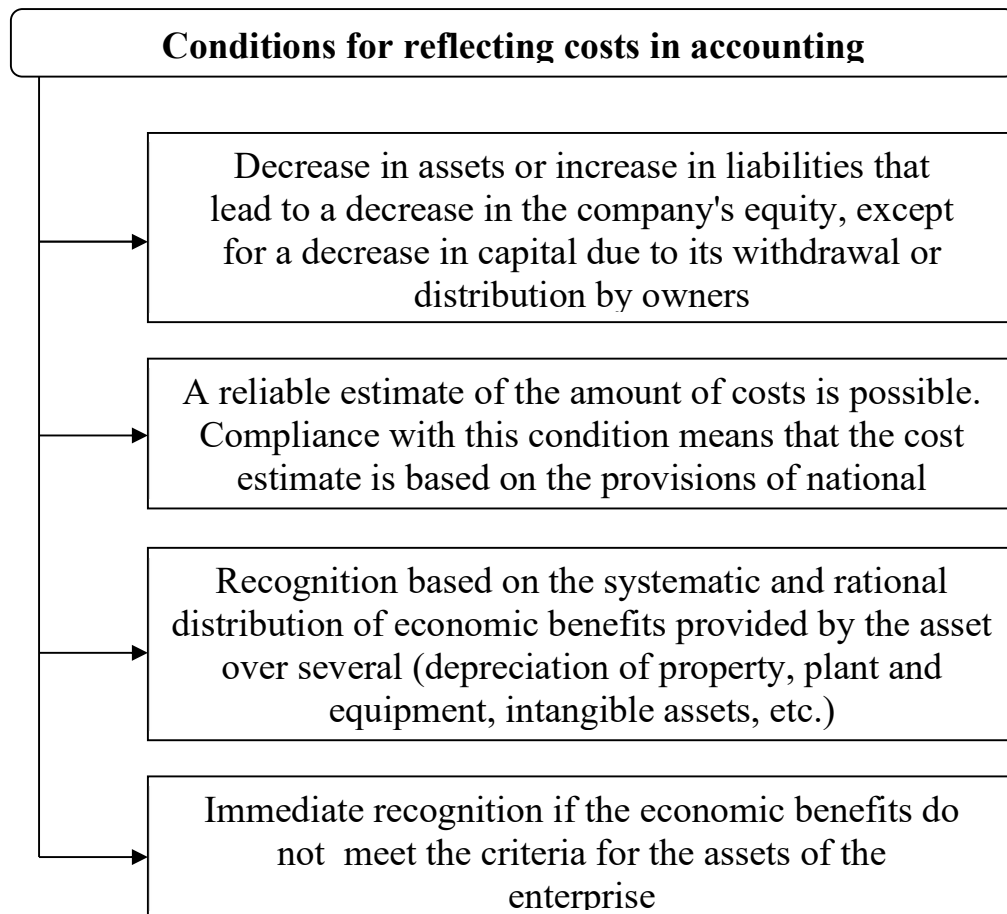 Conditions for reflecting costs in accounting
Decrease in assets or increase in liabilities that
lead to a decrease in the company's equity, except
for a decrease in capital due to its withdrawal or
distribution by owners
A reliable estimate of the amount of costs is possible.
Compliance with this condition means that the cost
estimate is based on the provisions of national
Recognition based on the systematic and rational
distribution of economic benefits provided by the asset
over several (depreciation of property, plant and
equipment, intangible assets, etc.)
Immediate recognition if the economic benefits do
not meet the criteria for the assets of the
enterprise